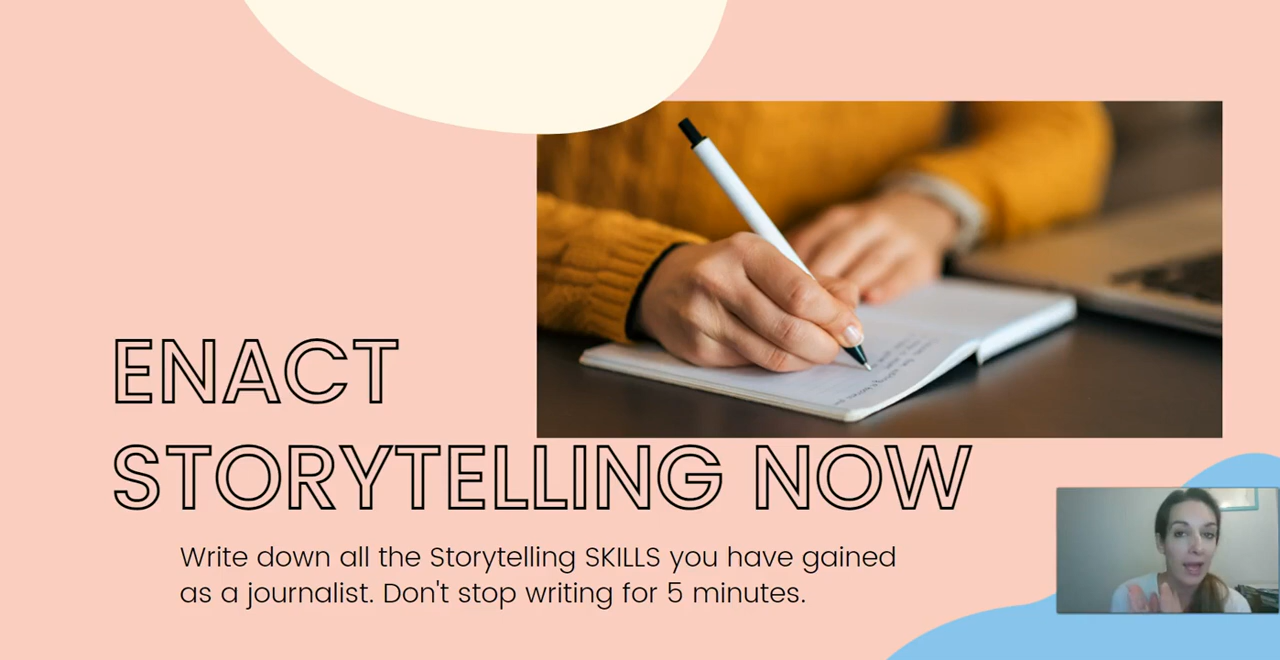 ENACT
STORYTELLING NOW
Write down all the Storytelling SKILLS you have gained
as a journalist. Don't stop writing for 5 minutes.